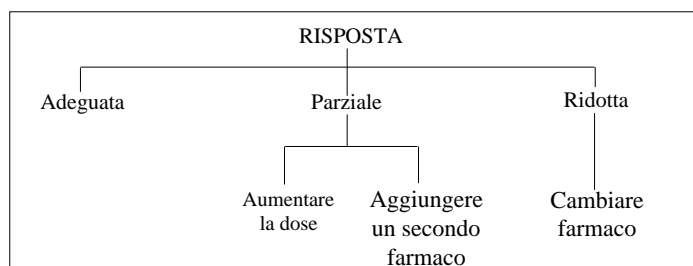 RISPOSTA
Adeguata
Parziale
Ridotta
Aumentare
la dose
Aggiungere
un secondo
farmaco
Cambiare
farmaco